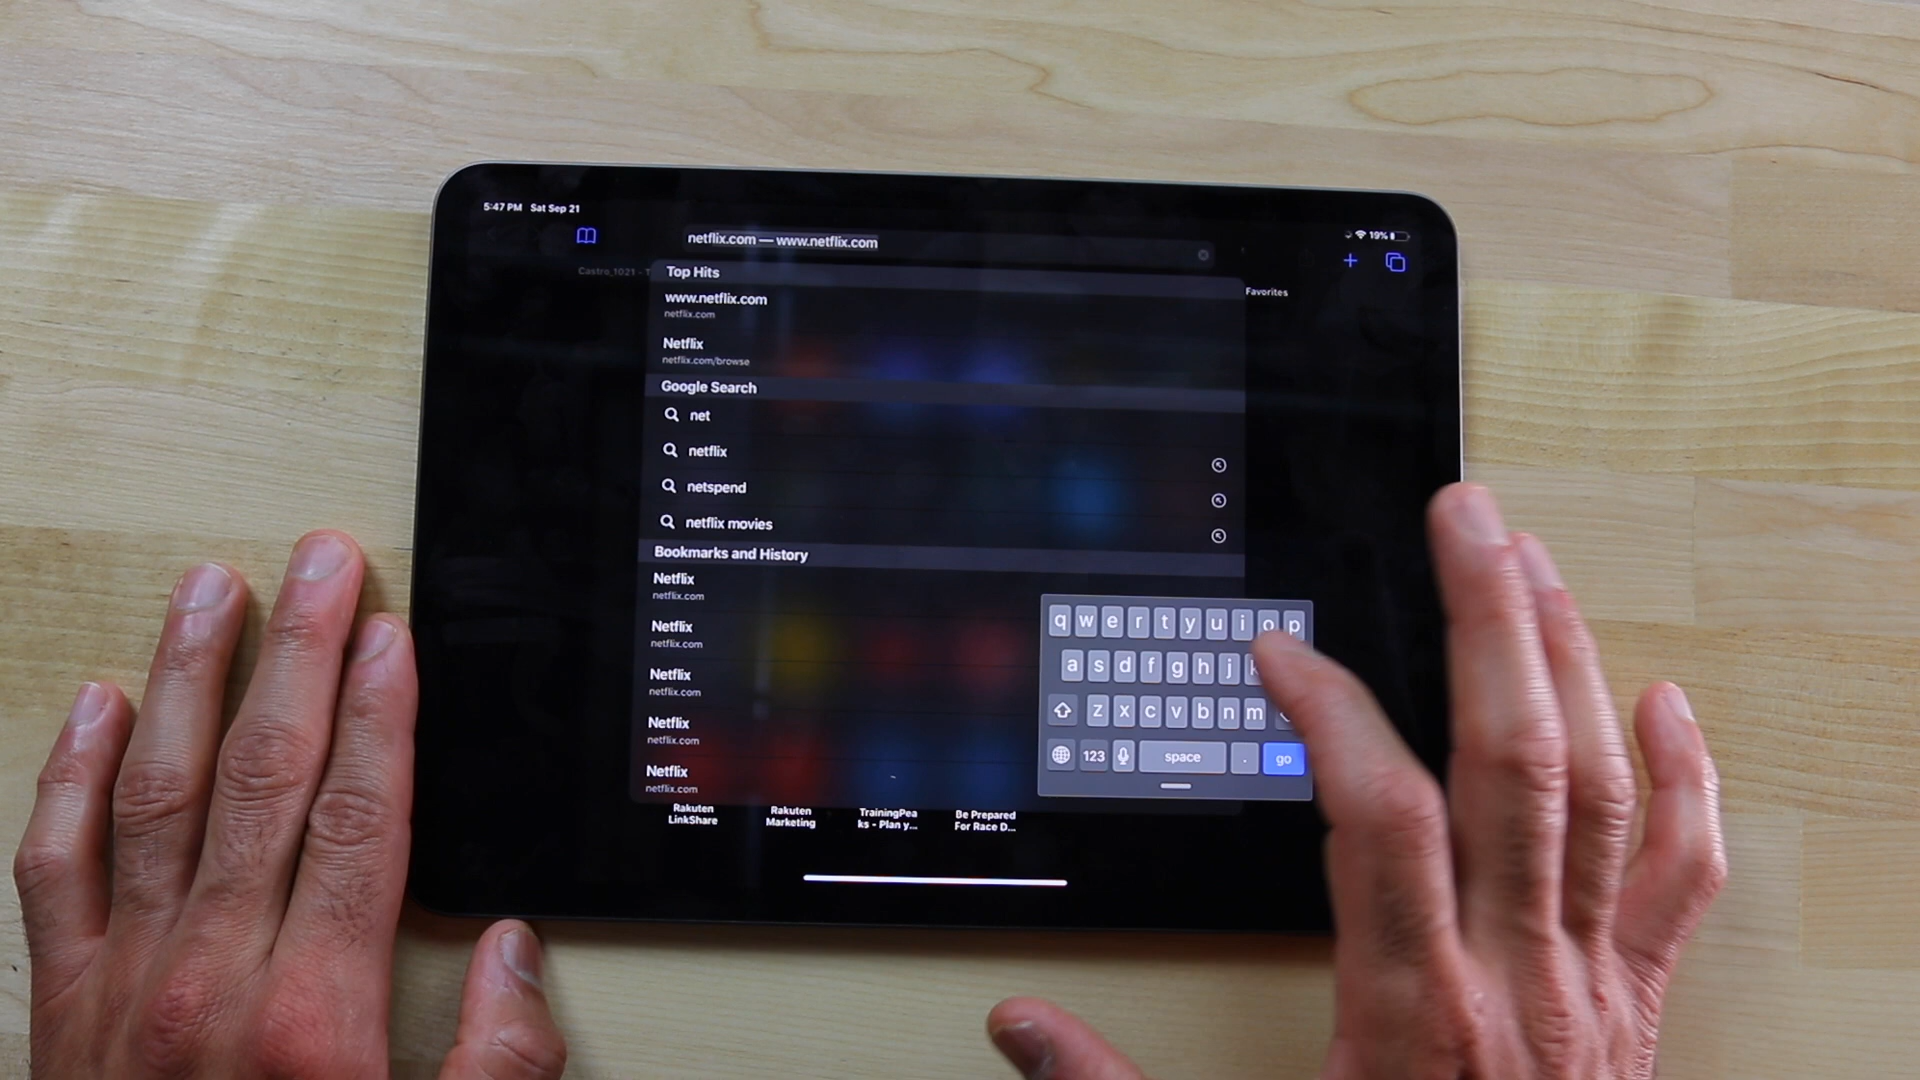 5:47 PM Sat Sep 21
19%
netflix.com — www.netflix.com
Castro_1021 - T
Favorites
Top Hits
www.netflix.com
netflix.com
Netflix
netflix.com/browse
Google Search
net
netflix
netspend
netflix movies
Bookmarks and History
Netflix
netflix.com
Netflix
netflix.com
Netflix
netflix.com
Netflix
netflix.com
Netflix
netflix.com
q w e r t y u i o p
a s d f g h j k
z x c v b n m
123 space . go
Rakuten
LinkShare
Rakuten
Marketing
TrainingPea
ks - Plan y...
Be Prepared
For Race D...